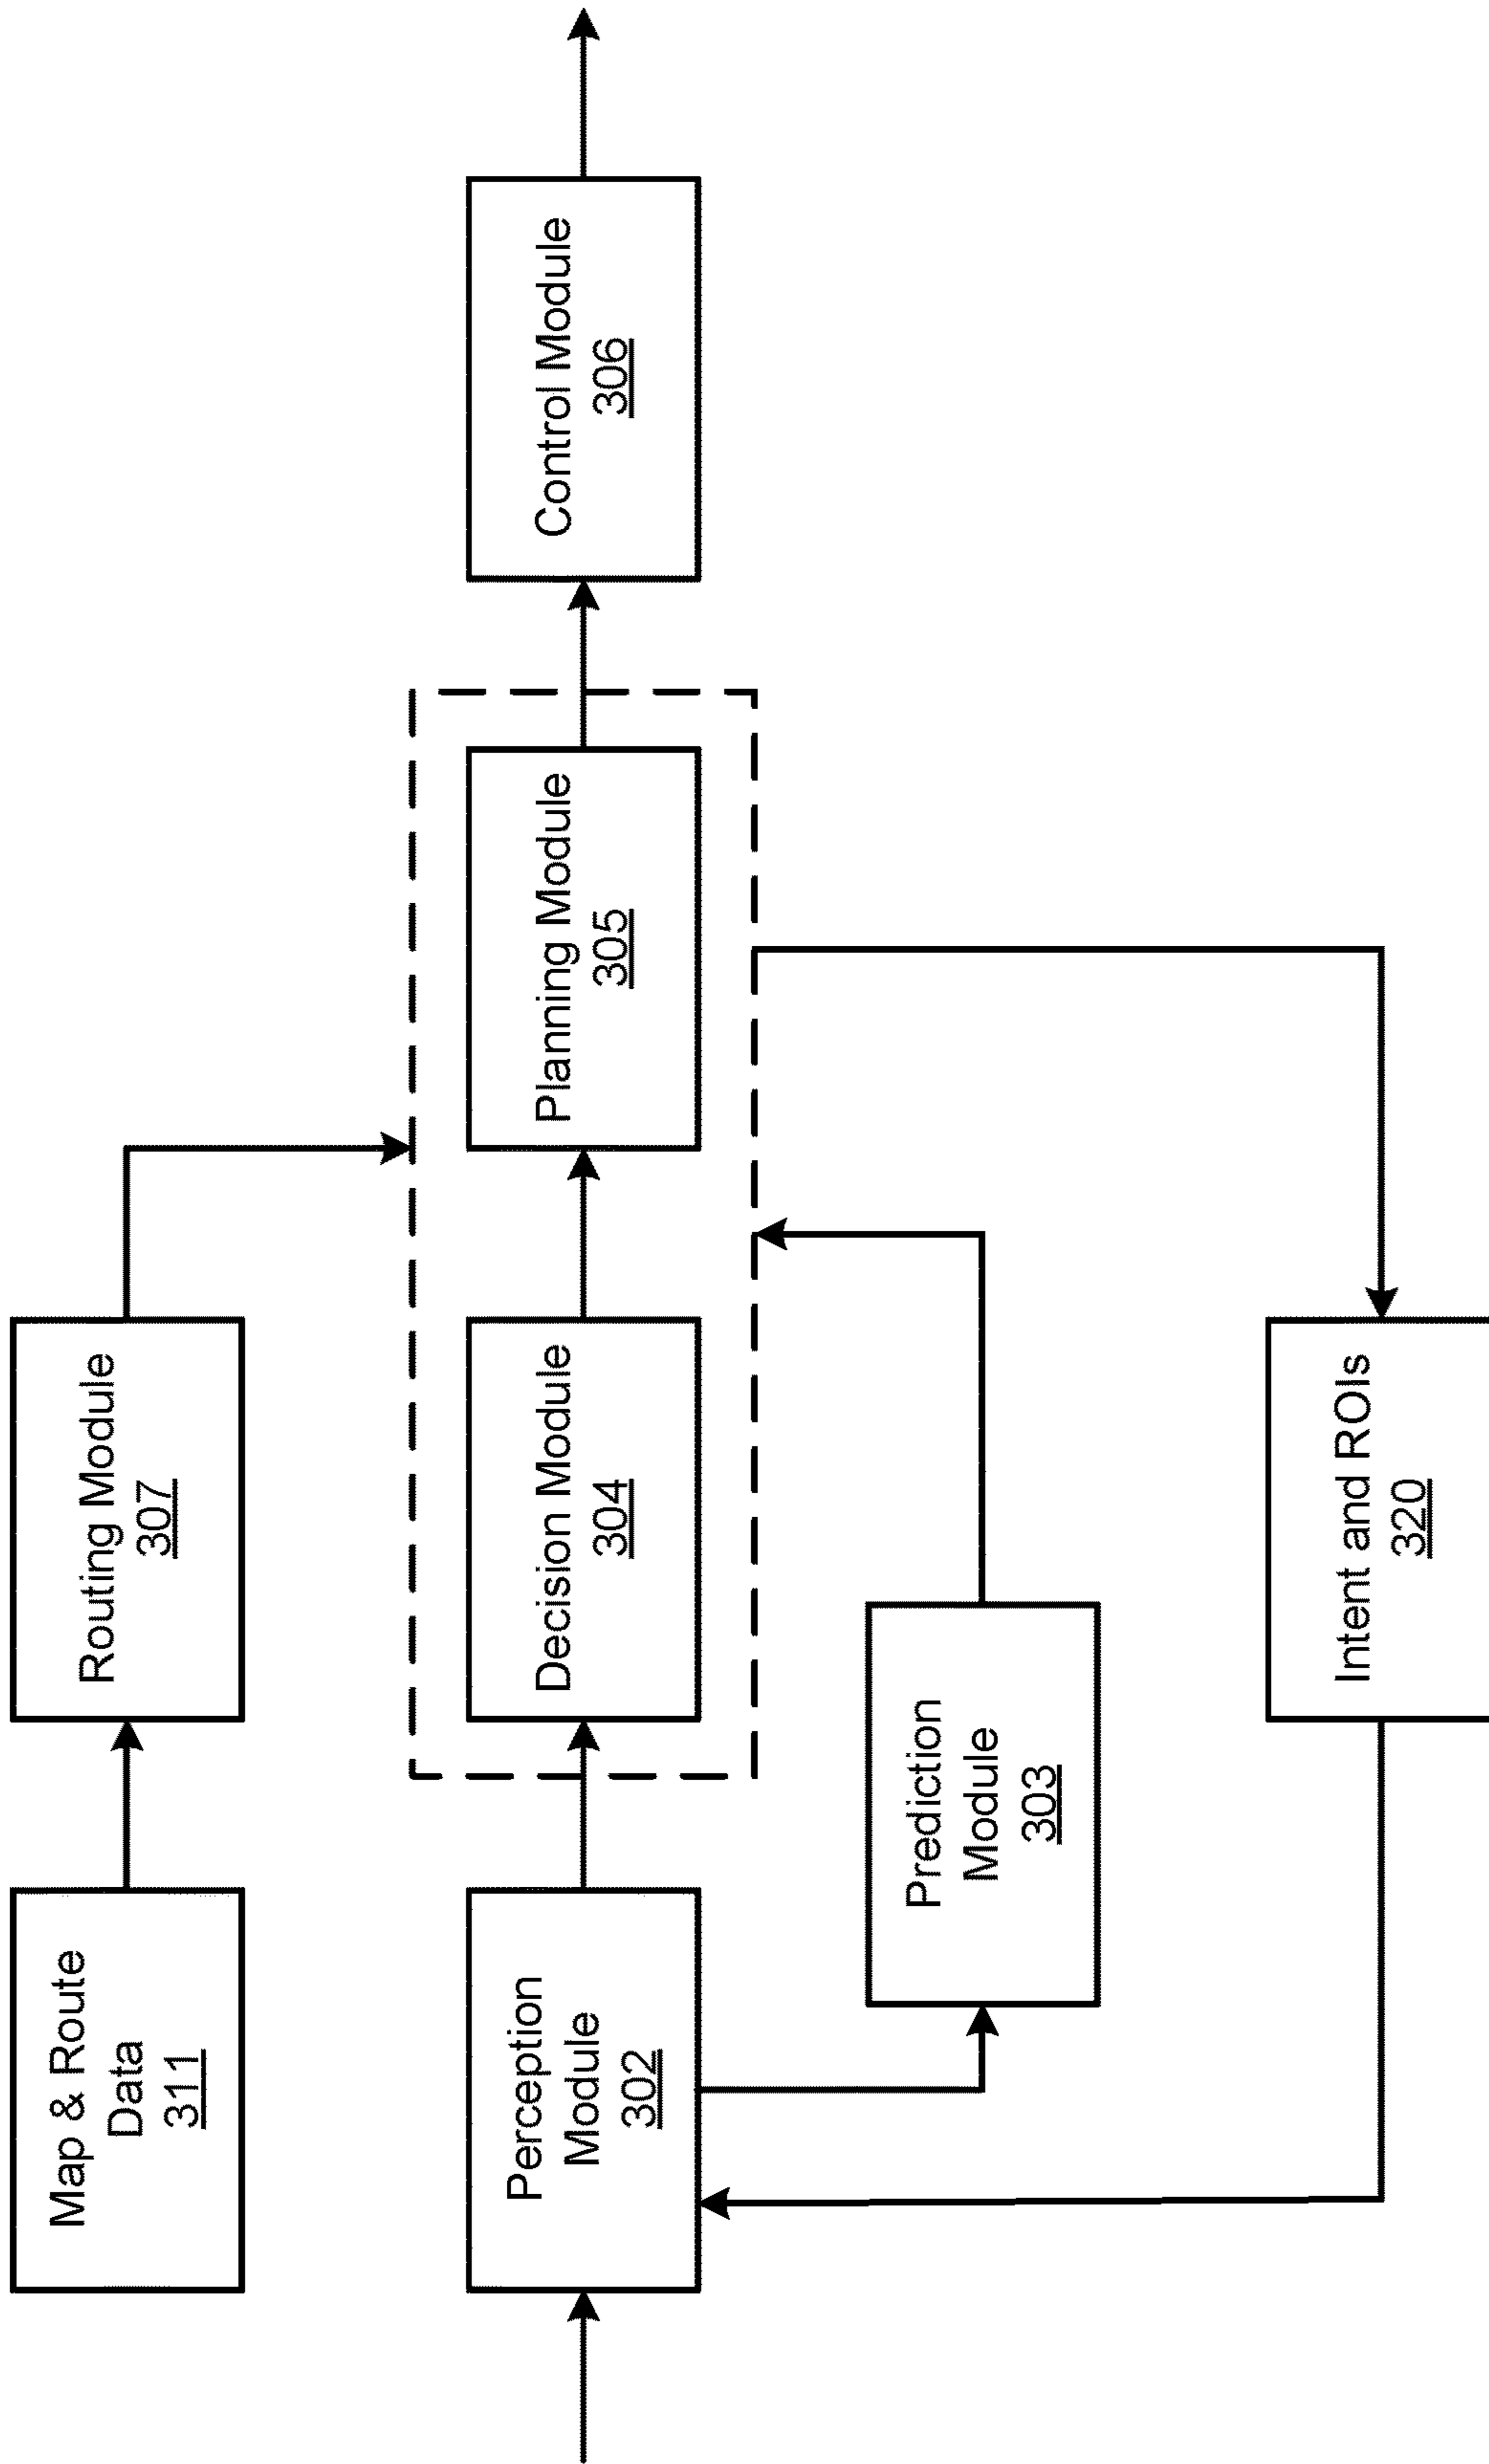 Map & Route
Data
311
Routing Module
307
Perception
Module
302
Decision Module
304
Planning Module
305
Control Module
306
Prediction
Module
303
Intent and ROIs
320